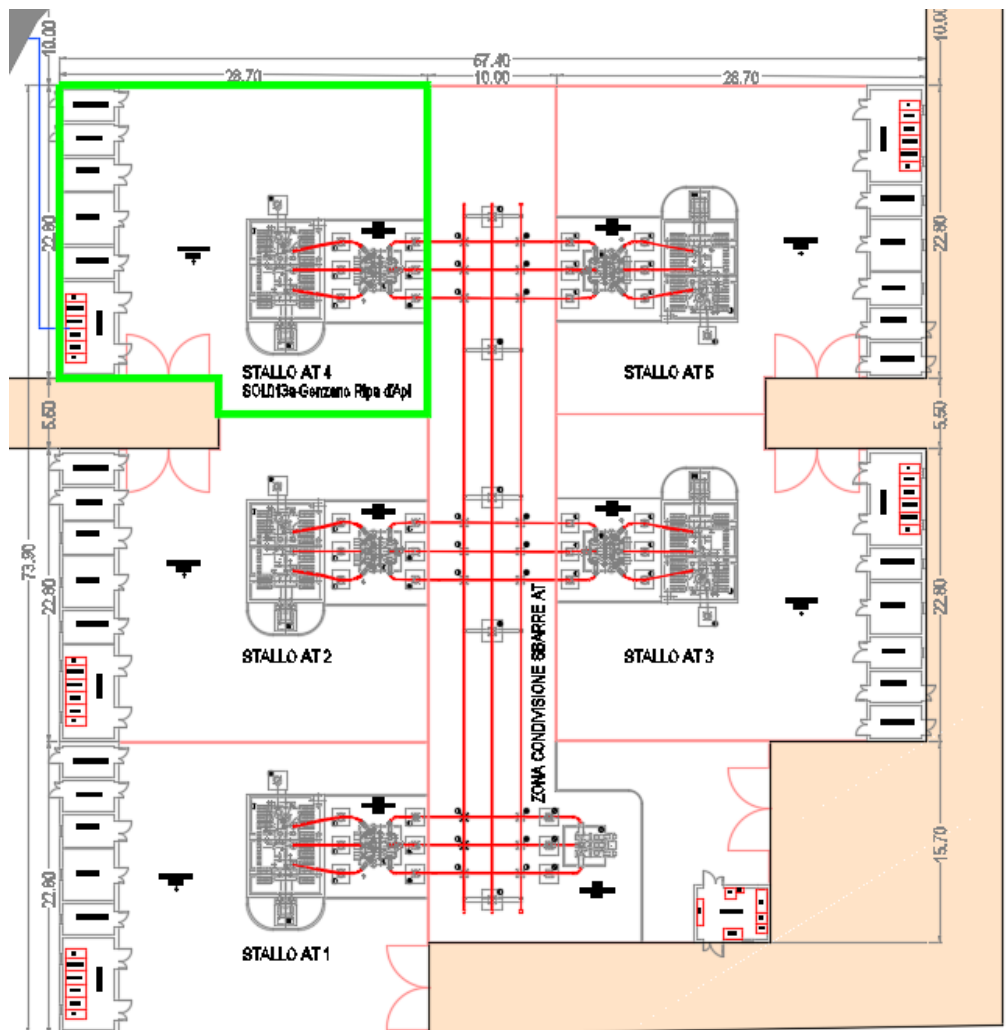 10.00
10.00
67.40
28.70
10.00
28.70
22.80
22.80
STALLO AT 4
SOL013a-Genzano Ripa d'Api
STALLO AT 5
5.50
5.50
73.90
22.80
22.80
STALLO AT 2
STALLO AT 3
ZONA CONDIVISIONE SBARRE AT
22.80
15.70
STALLO AT 1